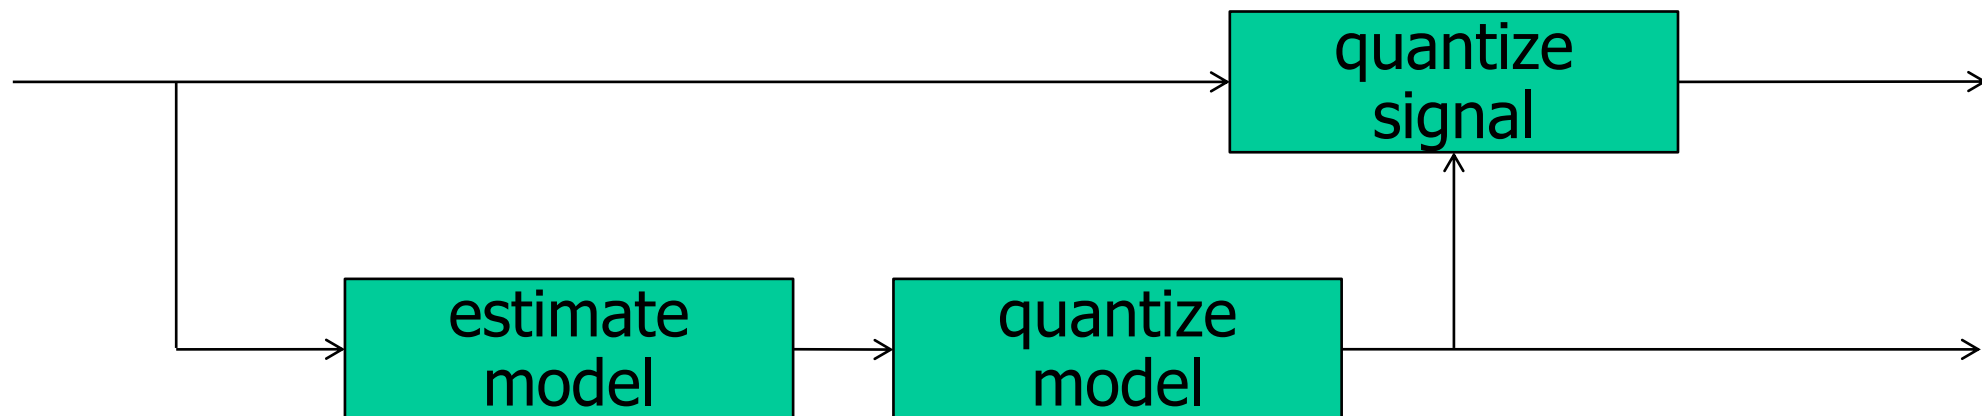 quantize
signal
estimate
model
quantize
model